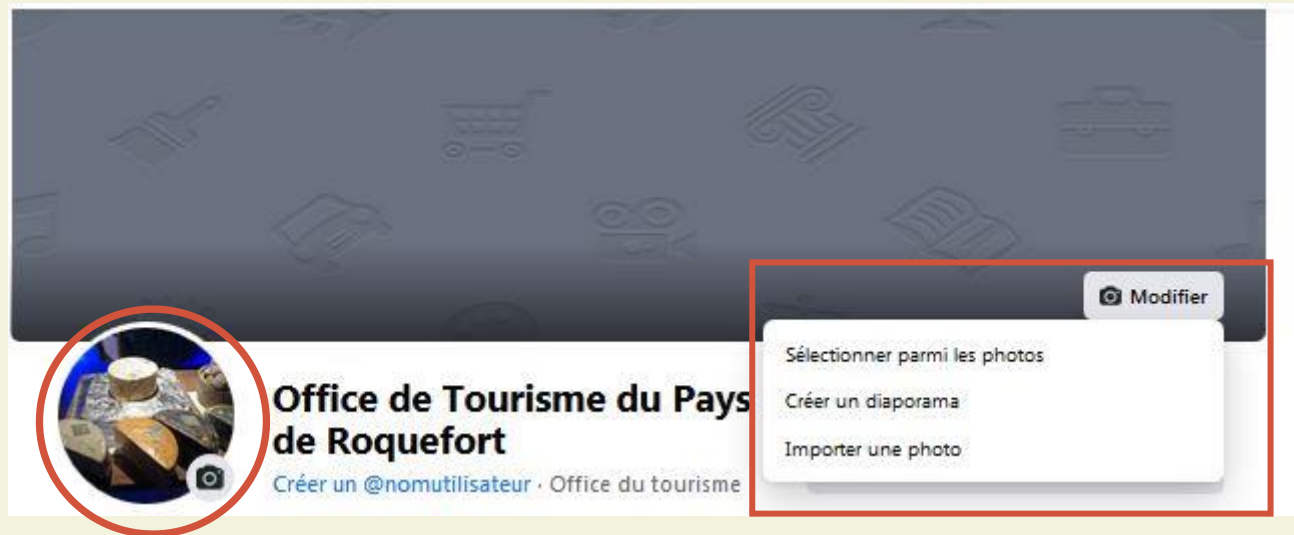 Modifier
Sélectionner parmi les photos
Créer un diaporama
Importer une photo
Office de Tourisme du Pays
de Roquefort
Créer un @nomutilisateur · Office du tourisme